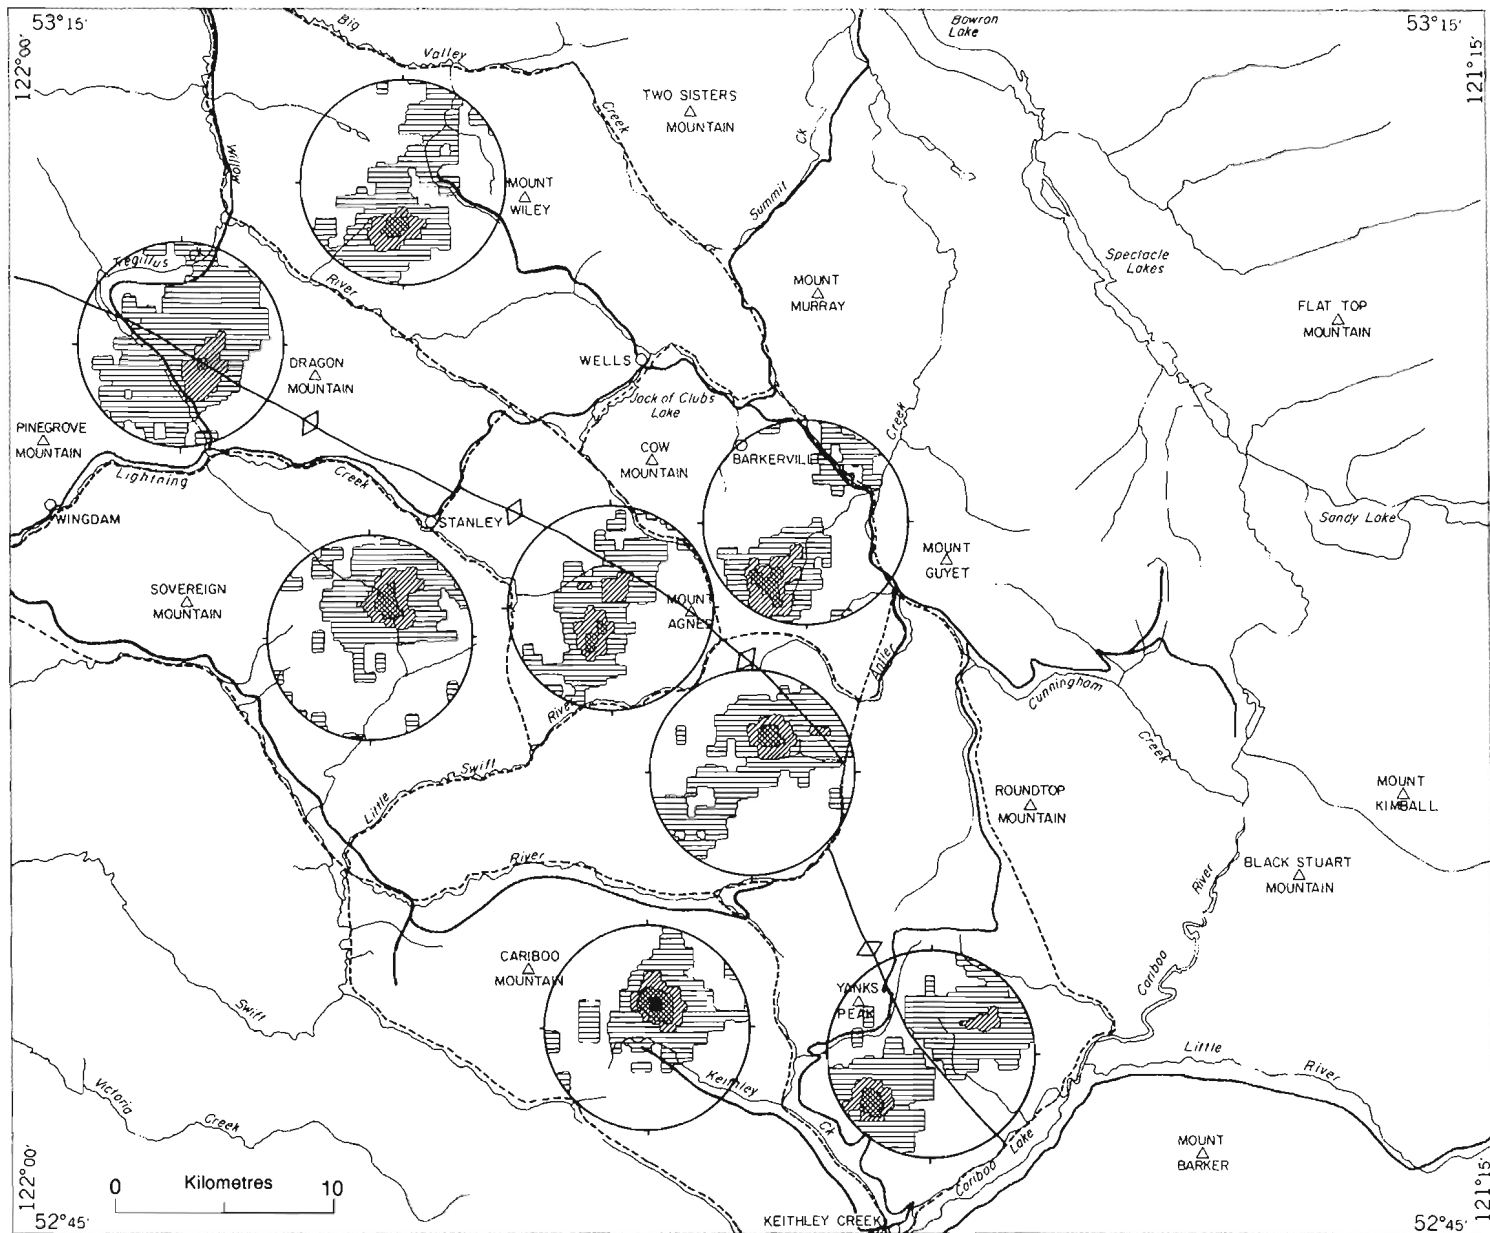 53°15'
53°15'
122°00'
121°15'
Big
Valley
Creek
Bowron
Lake
TWO SISTERS
MOUNTAIN
Ck
Summit
Willow
MOUNT
WILEY
Tregillus
Ck
River
MOUNT
MURRAY
Spectacle
Lakes
FLAT TOP
MOUNTAIN
WELLS
DRAGON
MOUNTAIN
Jack of Clubs
Lake
Creek
PINEGROVE
MOUNTAIN
COW
MOUNTAIN
BARKERVILLE
Lightning
Creek
WINGDAM
STANLEY
Sandy Lake
MOUNT
GUYET
SOVEREIGN
MOUNTAIN
MOUNT
AGNES
Antler
Cunningham
Creek
River
Swift
Little
MOUNT
KIMBALL
ROUNDTOP
MOUNTAIN
River
BLACK STUART
MOUNTAIN
River
Cariboo
CARIBOO
MOUNTAIN
YANKS
PEAK
Swift
Little
River
Keithley
Ck
Victoria
Creek
Cariboo Lake
MOUNT
BARKER
122°00'
121°15'
0 Kilometres 10
52°45'
KEITHLEY CREEK
52°45'